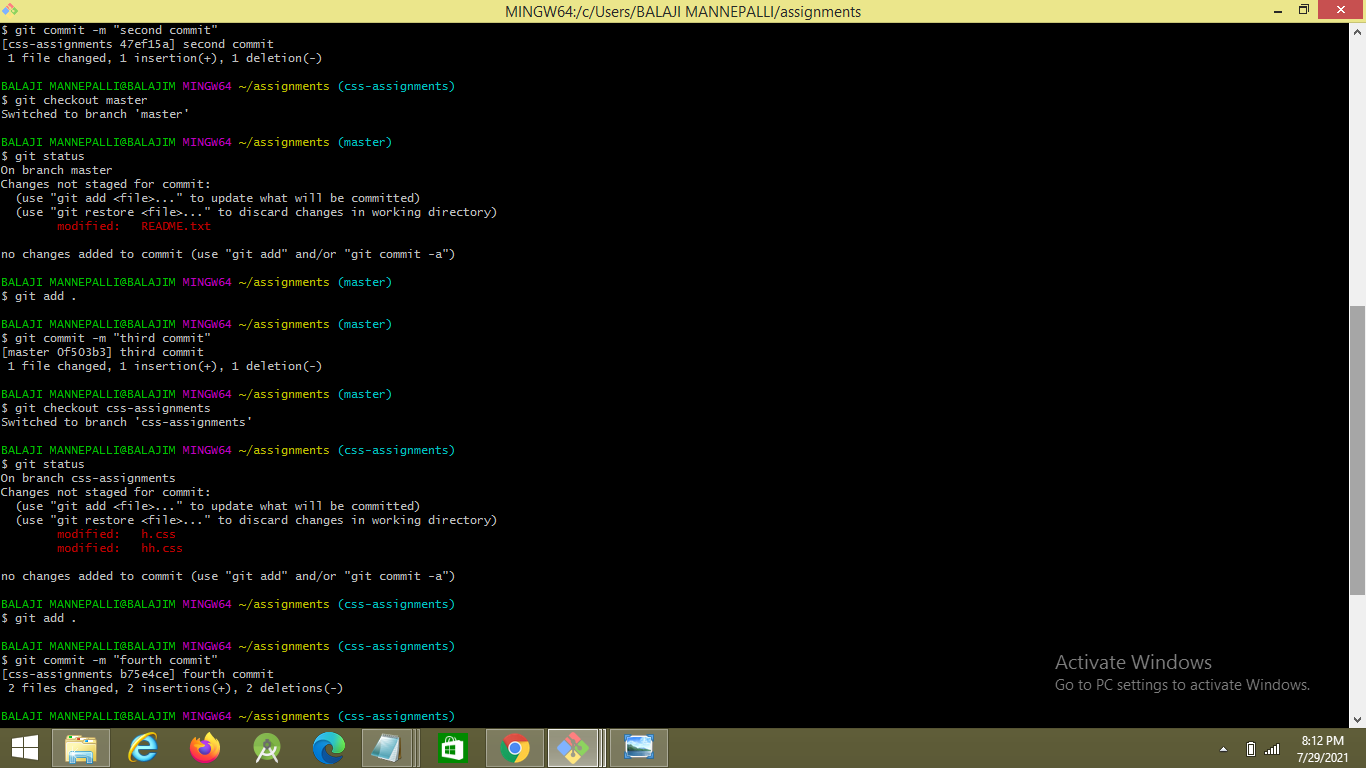 MINGW64:/c/Users/BALAJI MANNEPALLI/assignments
$ git commit -m "second commit"
[css-assignments 47ef15a] second commit
 1 file changed, 1 insertion(+), 1 deletion(-)
BALAJI MANNEPALLI@BALAJIM MINGW64 ~/assignments (css-assignments)
$ git checkout master
Switched to branch 'master'
BALAJI MANNEPALLI@BALAJIM MINGW64 ~/assignments (master)
$ git status
On branch master
Changes not staged for commit:
  (use "git add <file>..." to update what will be committed)
  (use "git restore <file>..." to discard changes in working directory)
        modified:   README.txt
no changes added to commit (use "git add" and/or "git commit -a")
BALAJI MANNEPALLI@BALAJIM MINGW64 ~/assignments (master)
$ git add .
BALAJI MANNEPALLI@BALAJIM MINGW64 ~/assignments (master)
$ git commit -m "third commit"
[master 0f503b3] third commit
 1 file changed, 1 insertion(+), 1 deletion(-)
BALAJI MANNEPALLI@BALAJIM MINGW64 ~/assignments (master)
$ git checkout css-assignments
Switched to branch 'css-assignments'
BALAJI MANNEPALLI@BALAJIM MINGW64 ~/assignments (css-assignments)
$ git status
On branch css-assignments
Changes not staged for commit:
  (use "git add <file>..." to update what will be committed)
  (use "git restore <file>..." to discard changes in working directory)
        modified:   h.css
        modified:   hh.css
no changes added to commit (use "git add" and/or "git commit -a")
BALAJI MANNEPALLI@BALAJIM MINGW64 ~/assignments (css-assignments)
$ git add .
BALAJI MANNEPALLI@BALAJIM MINGW64 ~/assignments (css-assignments)
$ git commit -m "fourth commit"
[css-assignments b75e4ce] fourth commit
 2 files changed, 2 insertions(+), 2 deletions(-)
BALAJI MANNEPALLI@BALAJIM MINGW64 ~/assignments (css-assignments)
Activate Windows
Go to PC settings to activate Windows.
8:12 PM
7/29/2021